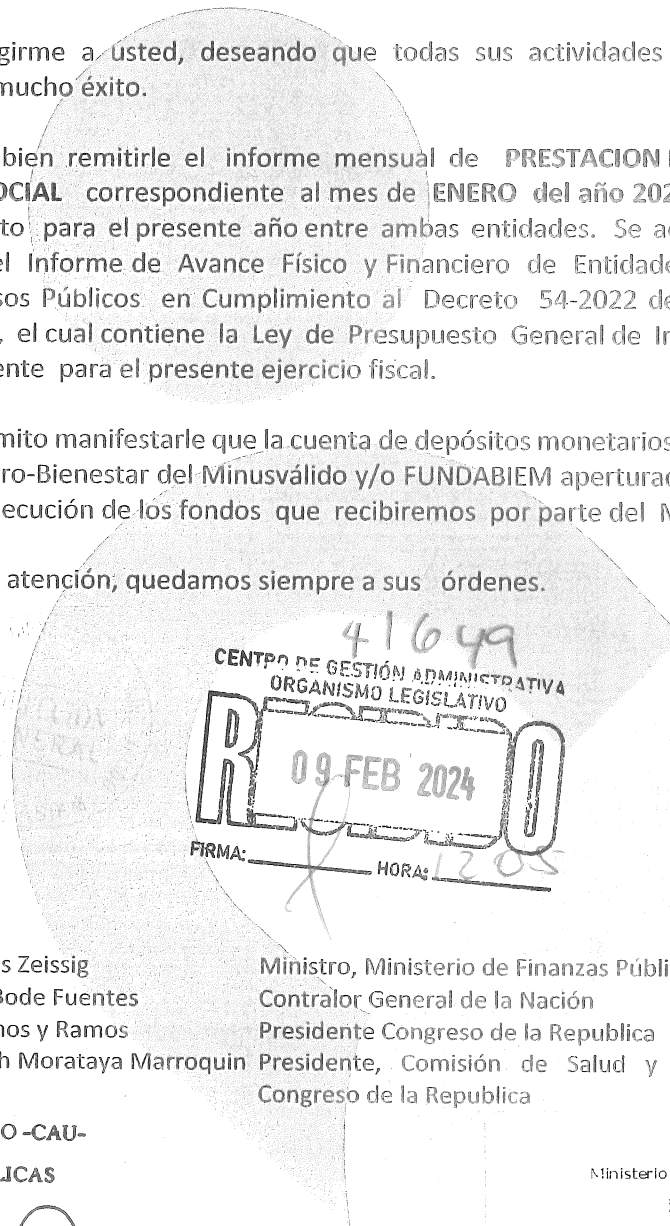 girme a usted, deseando que todas sus actividades
mucho éxito.
bien remitirle el informe mensual de PRESTACION
OCIAL correspondiente al mes de ENERO del año 202
to para el presente año entre ambas entidades. Se a
el Informe de Avance Físico y Financiero de Entidade
sos Públicos en Cumplimiento al Decreto 54-2022 de
, el cual contiene la Ley de Presupuesto General de In
ente para el presente ejercicio fiscal.
mito manifestarle que la cuenta de depósitos monetarios
ro-Bienestar del Minusválido y/o FUNDABIEM aperturad
ecución de los fondos que recibiremos por parte del M
atención, quedamos siempre a sus órdenes.
41649
CENTRO DE GESTIÓN ADMINISTRATIVA
ORGANISMO LEGISLATIVO
09 FEB 2024
FIRMA: HORA: 1205
s Zeissig Ministro, Ministerio de Finanzas Públi
Bode Fuentes Contralor General de la Nación
nos y Ramos Presidente Congreso de la Republica
h Morataya Marroquin Presidente, Comisión de Salud y
Congreso de la Republica
O -CAU-
LICAS
Ministerio